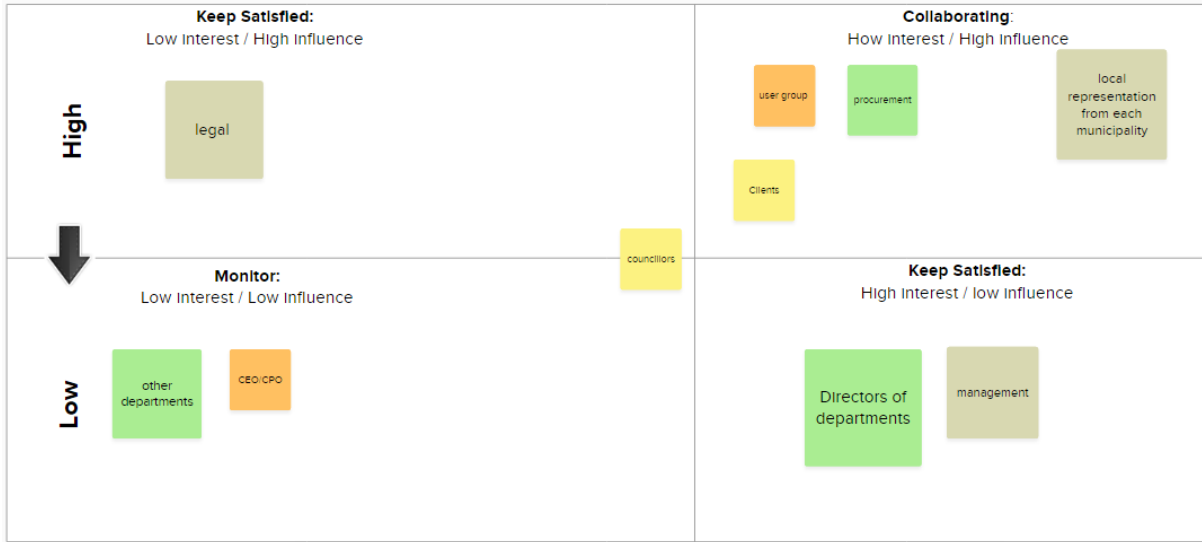 Keep Satisfied:
Low Interest / High Influence
Collaborating:
How Interest / High Influence
High
legal
user group
procurement
local
representation
from each
municipality
Clients
councillors
Monitor:
Low Interest / Low Influence
Keep Satisfied:
High Interest / low Influence
Low
other
departments
CEO/CPO
Directors of
departments
management